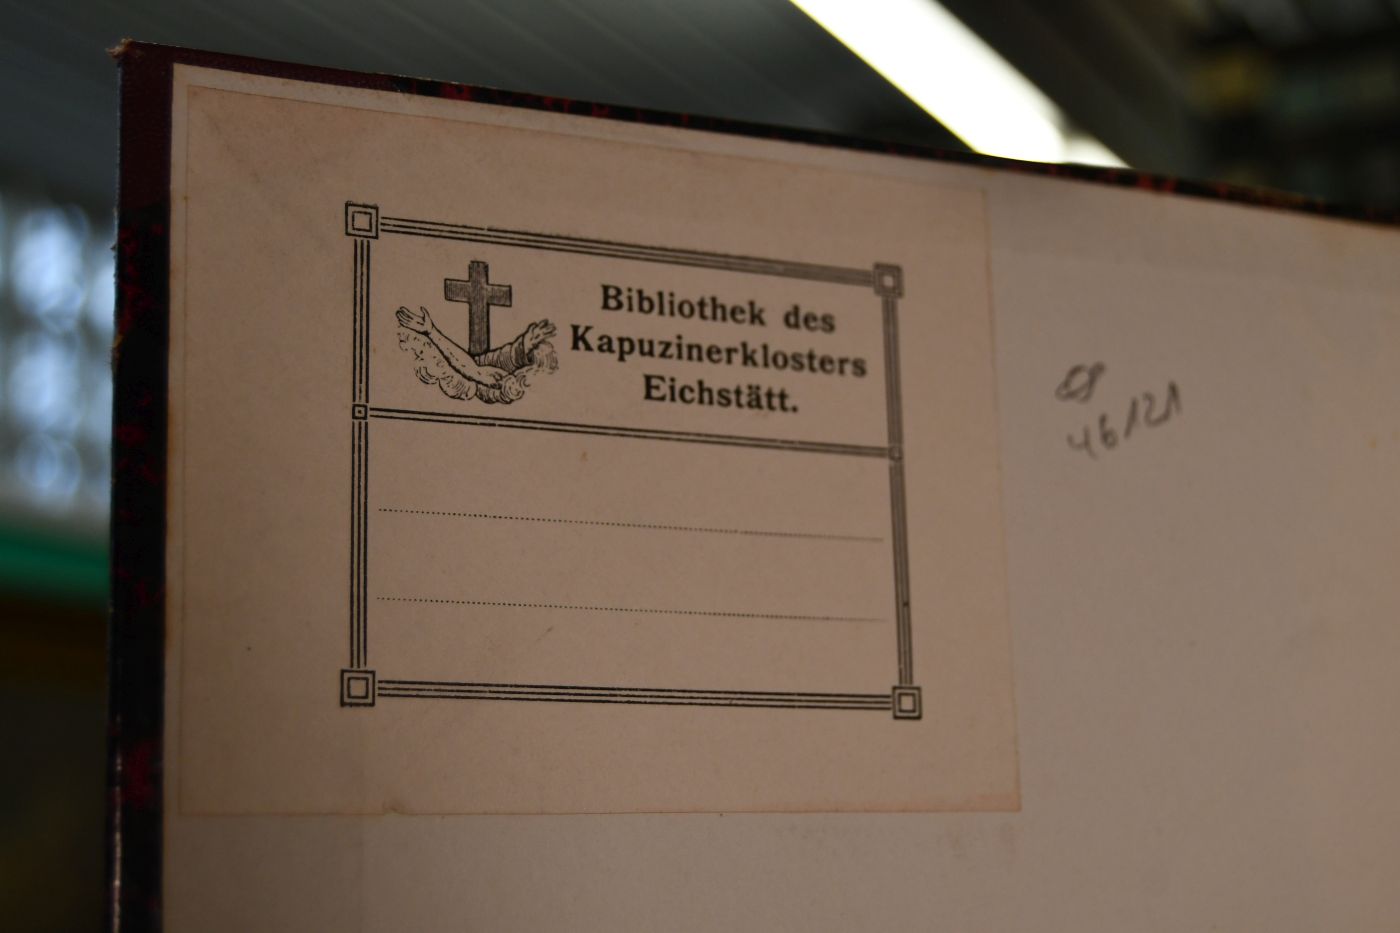 Bibliothek des
Kapuzinerklosters
Eichstätt.
46/121